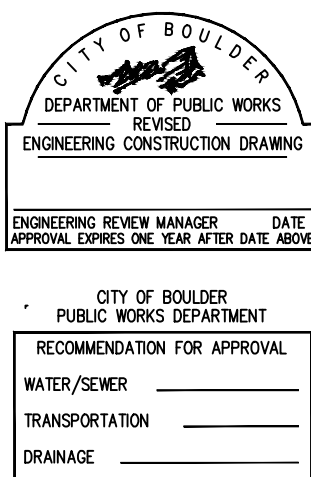 CITY OF BOULDER
DEPARTMENT OF PUBLIC WORKS
REVISED
ENGINEERING CONSTRUCTION DRAWING
ENGINEERING REVIEW MANAGER DATE
APPROVAL EXPIRES ONE YEAR AFTER DATE ABOVE
CITY OF BOULDER
PUBLIC WORKS DEPARTMENT
RECOMMENDATION FOR APPROVAL
WATER/SEWER
TRANSPORTATION
DRAINAGE